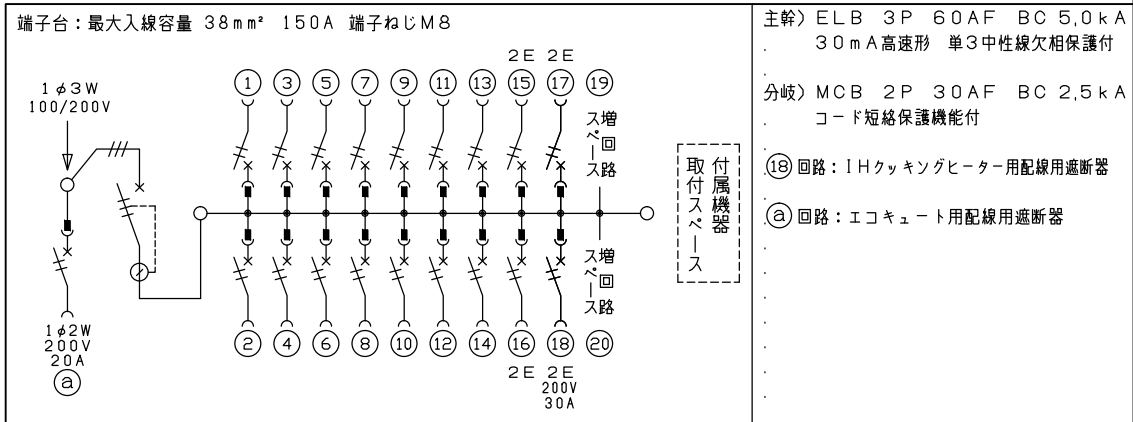 端子台：最大入線容量 38mm² 150A 端子ねじM8
1φ3W
100/200V
2E 2E
① ③ ⑤ ⑦ ⑨ ⑪ ⑬ ⑮ ⑰ ⑲
増回路
スペース
増回路
スペース
② ④ ⑥ ⑧ ⑩ ⑫ ⑭ ⑯ ⑱ ⑳
2E 2E
200V
30A
1φ2W
200V
20A
ⓐ
付属機器
取付スペース
主幹）ELB 3P 60AF BC 5,0kA
30mA高速形 単3中性線欠相保護付
分岐）MCB 2P 30AF BC 2,5kA
コード短絡保護機能付
⑱回路：IHクッキングヒーター用配線用遮断器
ⓐ回路：エコキュート用配線用遮断器